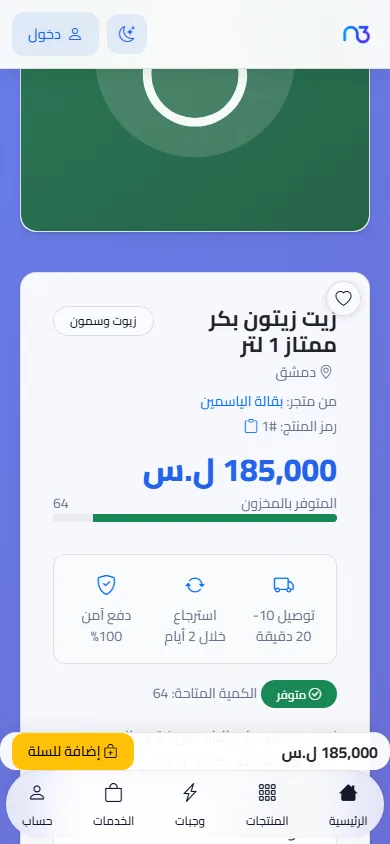 دخول
زيت زيتون بكر
ممتاز 1 لتر
زيوت وسمون
دمشق
من متجر: بقالة الياسمين
رمز المنتج: #1
185,000 ل.س
المتوفر بالمخزون
64
توصيل 10-
20 دقيقة
استرجاع
خلال 2 أيام
دفع آمن
100%
متوفر
الكمية المتاحة: 64
185,000 ل.س
إضافة للسلة
الرئيسية
المنتجات
وجبات
الخدمات
حساب